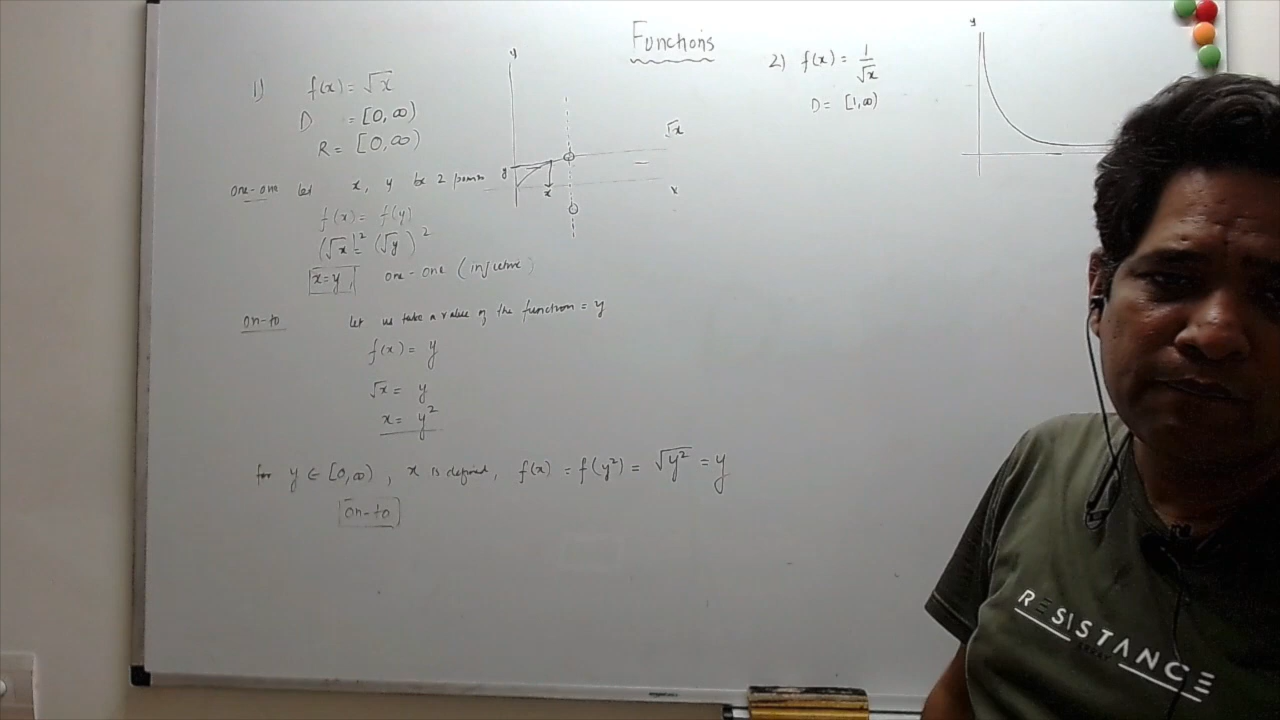 Functions
1) f(x) = √x
D = [0, ∞)
R = [0, ∞)
one-one let x, y be 2 points
f(x) = f(y)
(√x)² = (√y)²
x = y, one-one (injective)
on-to let us take a value of the function = y
f(x) = y
√x = y
x = y²
for y ∈ [0, ∞), x is defined, f(x) = f(y²) = √y² = y
on-to
y
√x
y
x
x
2) f(x) = 1/√x
D = [1, ∞)
y
RESISTANCE